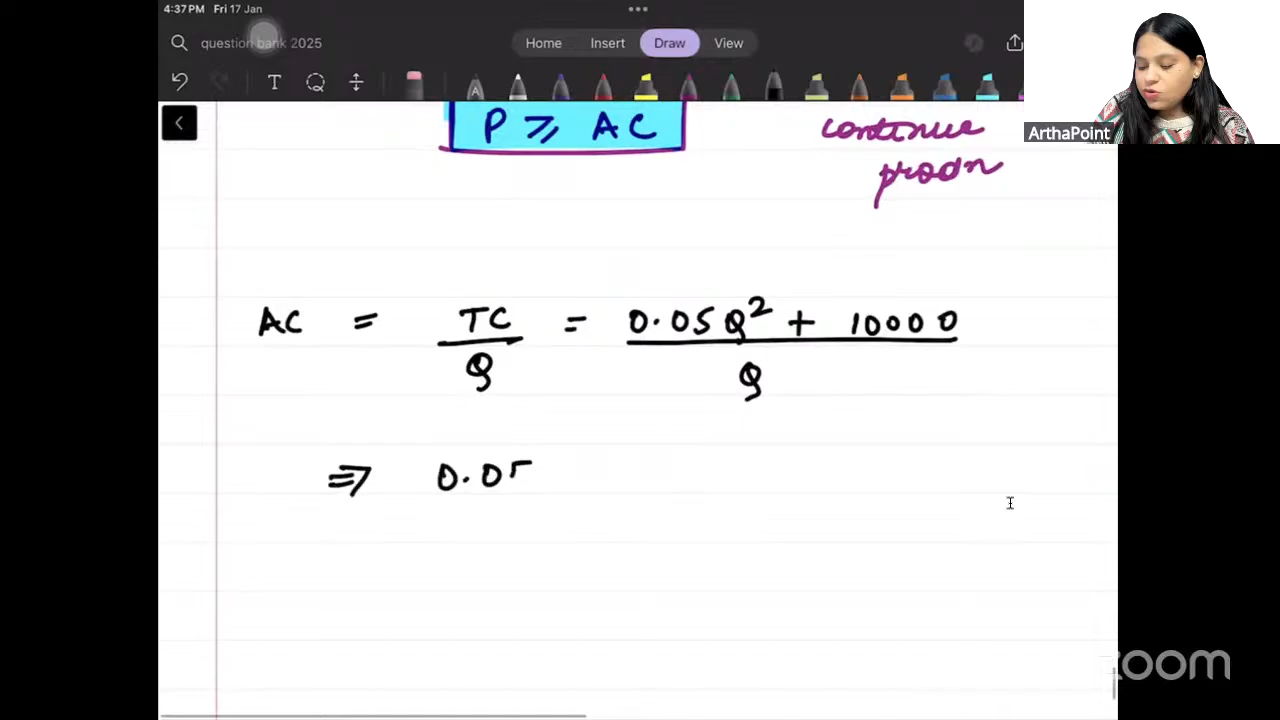 4:37 PM Fri 17 Jan
question bank 2025
Home Insert Draw View
P ⩾ AC
continue
prodn
ArthaPoint
AC = TC/Q = 0.05Q² + 10000/Q
⇒ 0.05
zoom